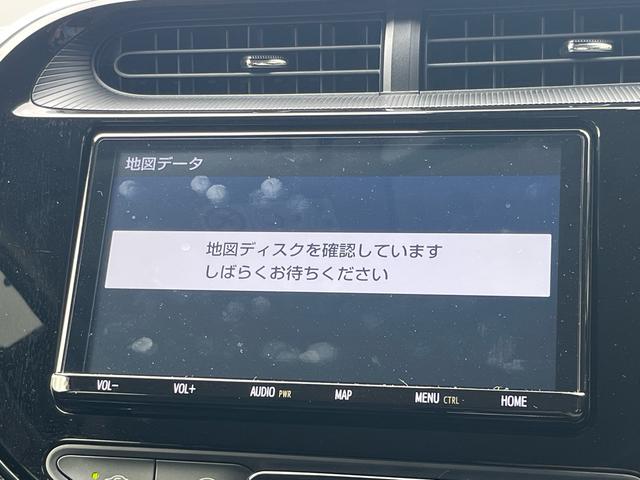 地図データ
地図ディスクを確認しています
しばらくお待ちください
VOL- VOL+ AUDIO PWR MAP MENU CTRL HOME